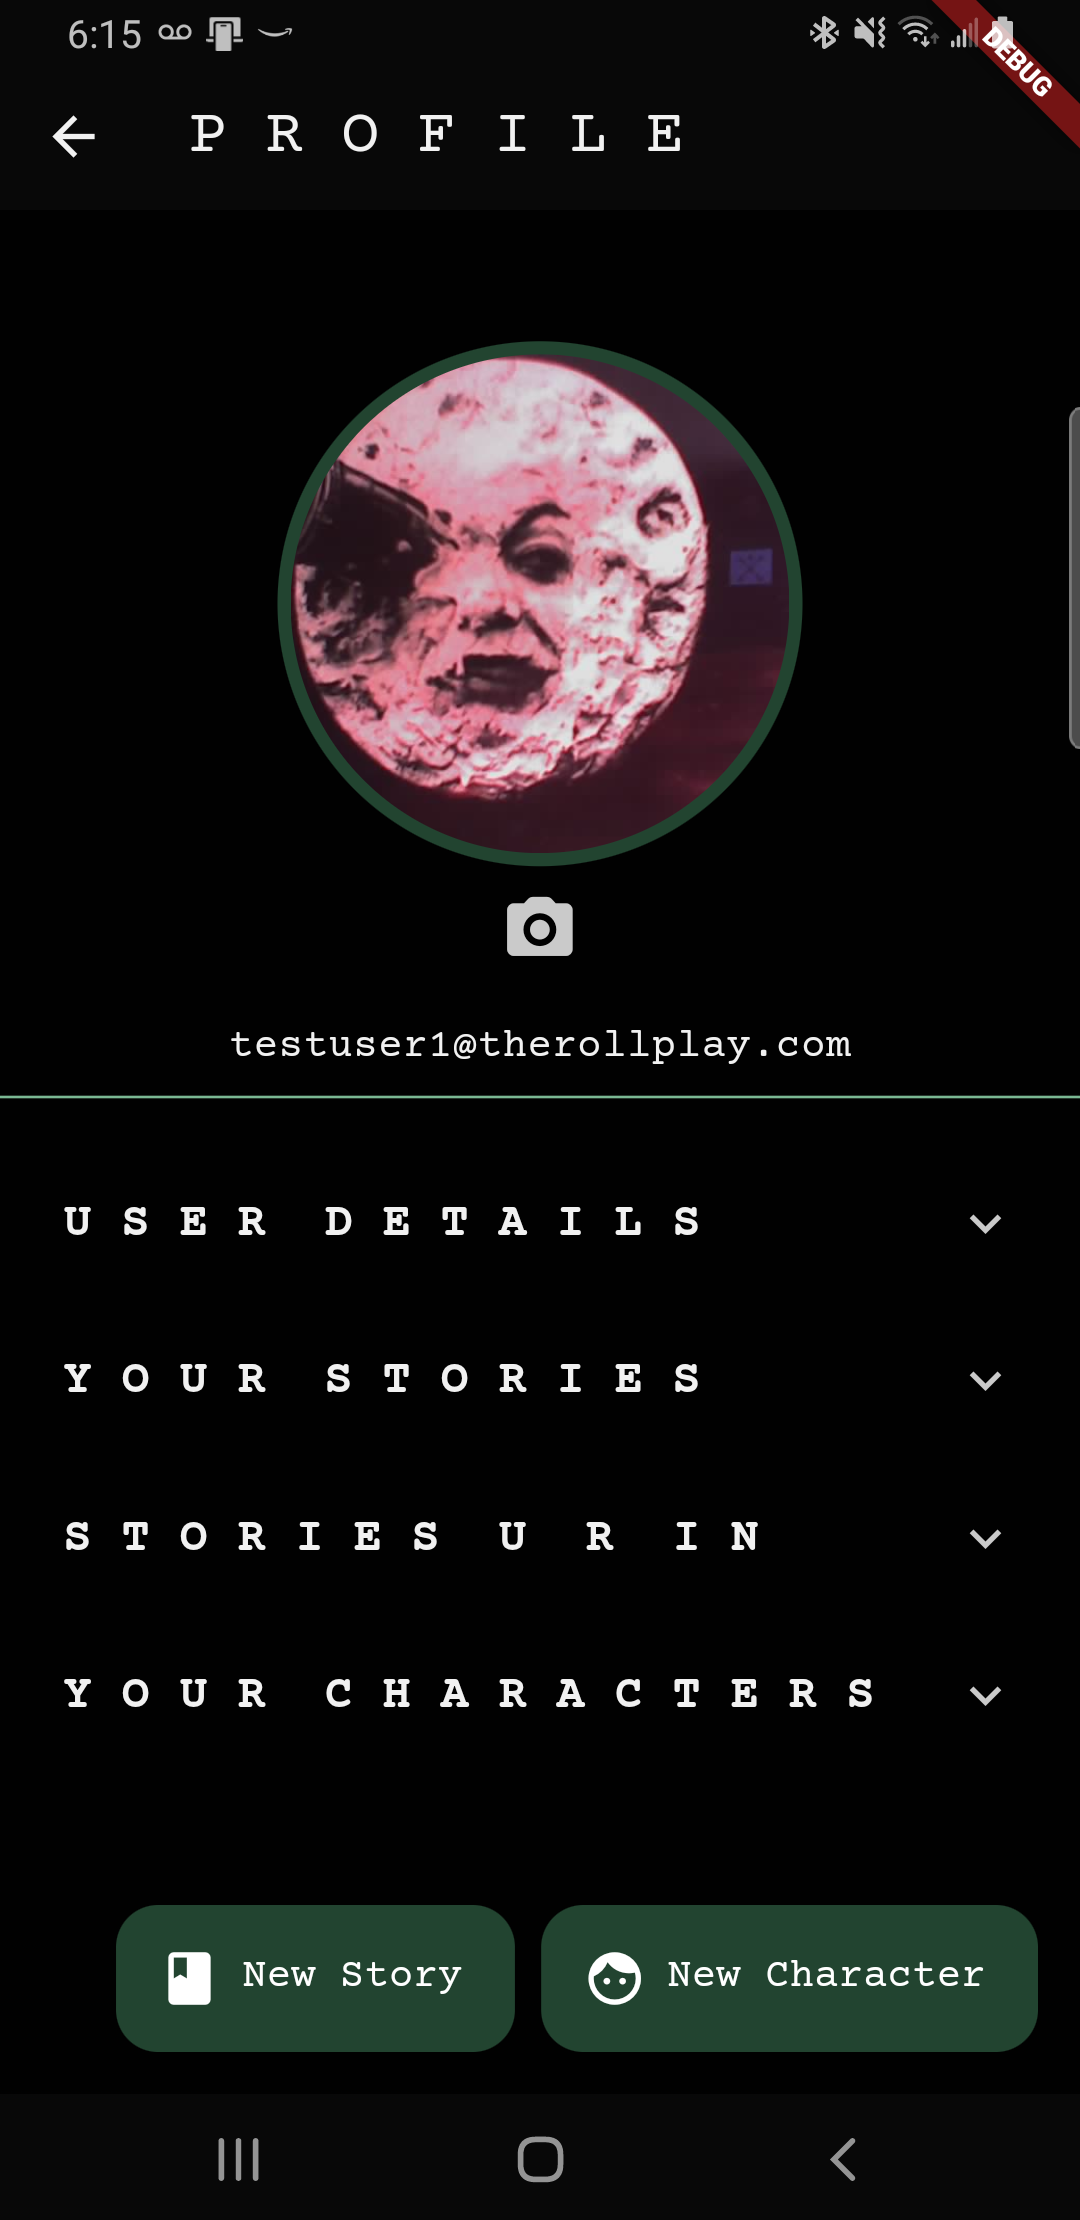 6:15
DEBUG
P R O F I L E
testuser1@therollplay.com
U S E R  D E T A I L S
Y O U R  S T O R I E S
S T O R I E S  U  R  I N
Y O U R  C H A R A C T E R S
New Story
New Character